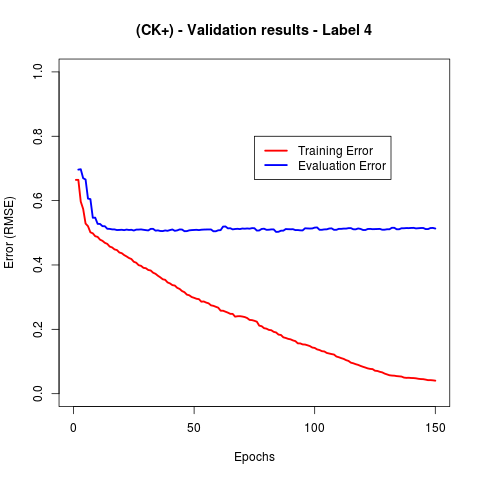 (CK+) - Validation results - Label 4
Error (RMSE)
1.0
0.8
0.6
0.4
0.2
0.0
Training Error
Evaluation Error
0
50
100
150
Epochs